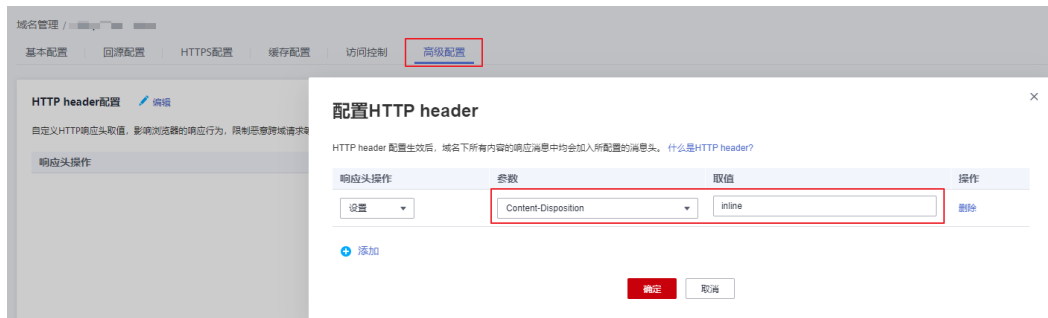 域名管理 /
基本配置 回源配置 HTTPS配置 缓存配置 访问控制 高级配置
HTTP header配置 编辑
自定义HTTP响应头取值，影响浏览器的响应行为，限制恶意跨域请求
响应头操作
配置HTTP header
HTTP header 配置生效后，域名下所有内容的响应消息中均会加入所配置的消息头。 什么是HTTP header?
响应头操作 参数 取值 操作
设置 Content-Disposition inline 删除
添加
确定 取消